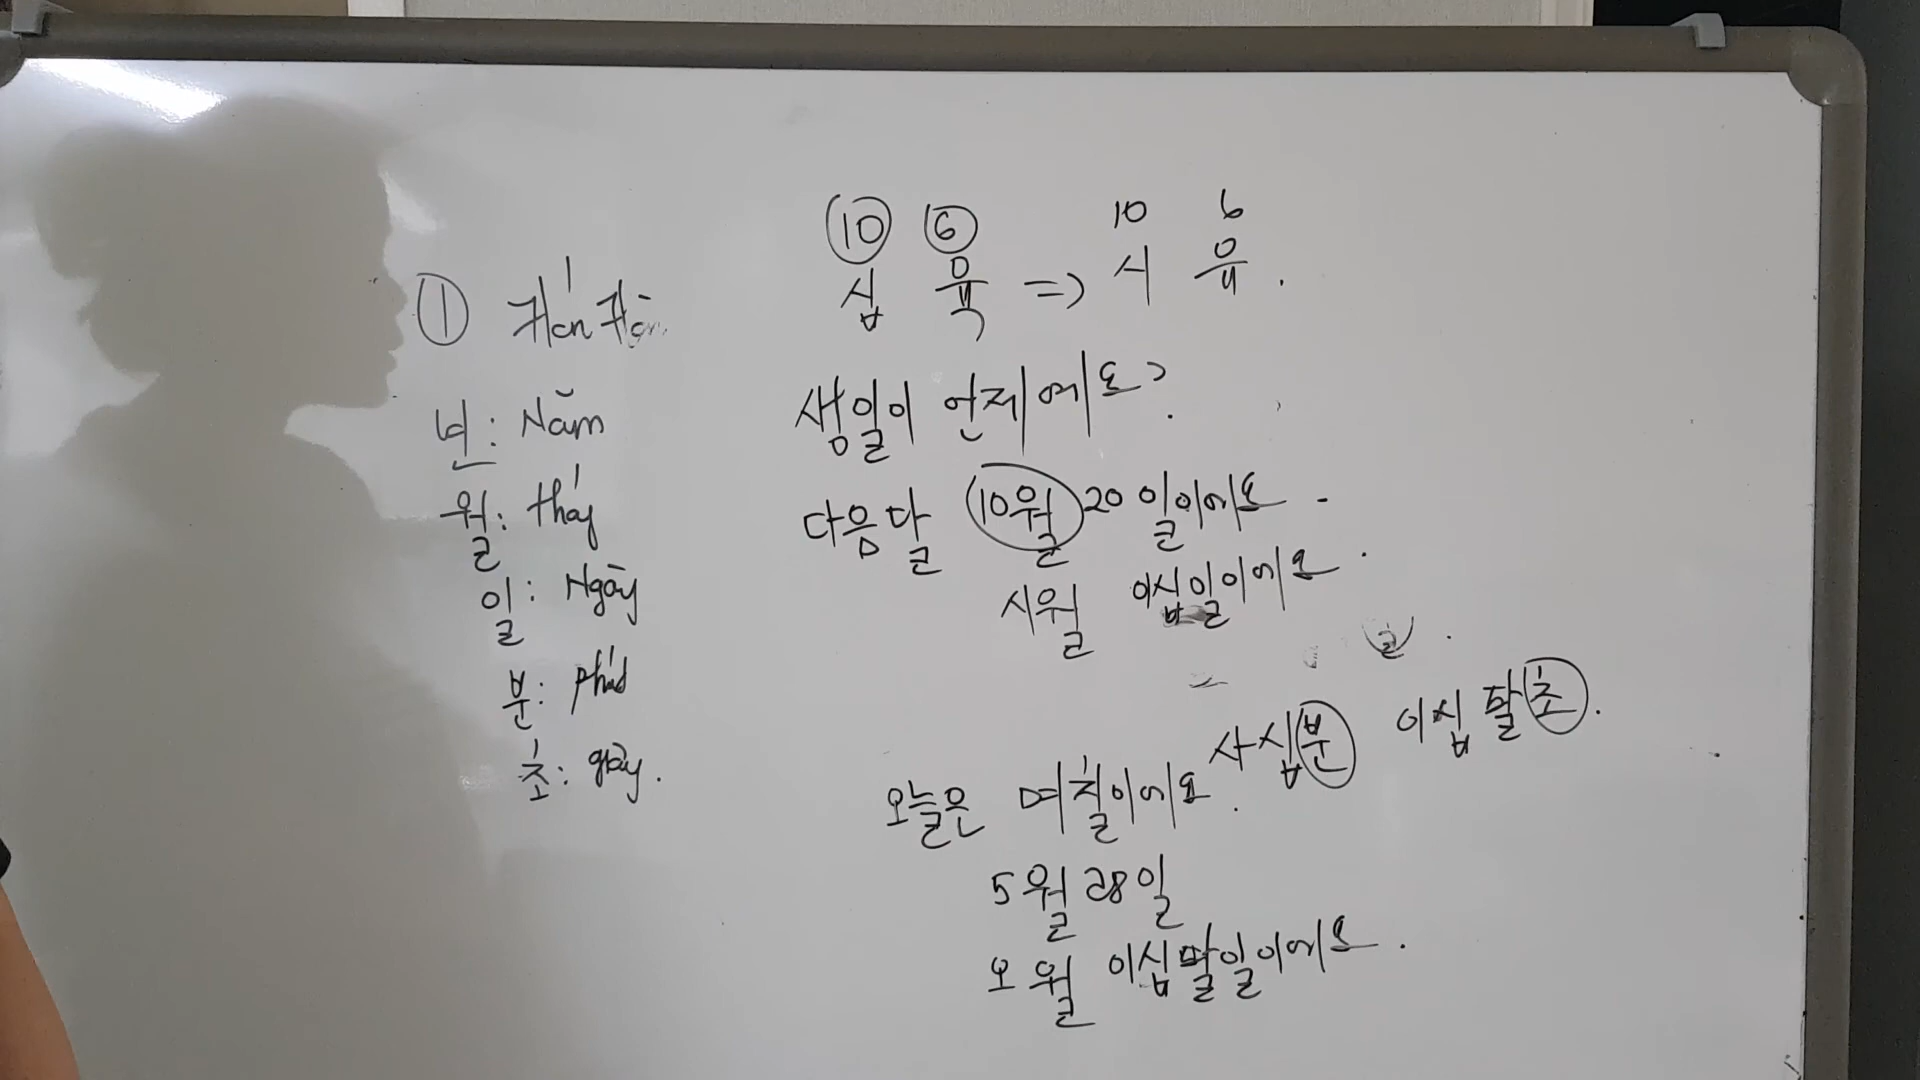 ① Hán Hàn
년: Năm
월: tháng
일: Ngày
분: phút
초: giây.
10 6 10 6
십 육 => 시 유.
생일이 언제에요?
다음 달 10월 20일이에요.
시월 이십일이에요.
사십분 이십팔초.
오늘은 며칠이에요.
5월 28일
오월 이십팔일이에요.